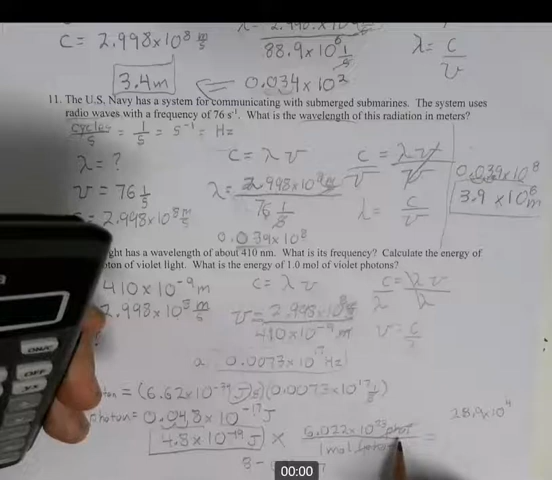 C = 2.998 x 10⁸ m/s
88.9 x 10⁶ 1/s
λ = c/ν
3.4m ⇐ 0.034 x 10²
11. The U.S. Navy has a system for communicating with submerged submarines. The system uses
radio waves with a frequency of 76 s⁻¹. What is the wavelength of this radiation in meters?
cycles/s = 1/s = s⁻¹ = Hz
λ = ?
C = λν
c/ν = λν/ν
0.039 x 10⁸
ν = 76 1/s
λ = 2.998 x 10⁸ m/s / 76 1/s
λ = c/ν
3.9 x 10⁶ m
= 2.998 x 10⁸ m/s
0.039 x 10⁸
ght has a wavelength of about 410 nm. What is its frequency? Calculate the energy of
ton of violet light. What is the energy of 1.0 mol of violet photons?
410 x 10⁻⁹ m
C = λν
c/λ = λν/λ
2.998 x 10⁸ m/s
ν = 2.998 x 10⁸ m/s / 410 x 10⁻⁹ m
0.0073 x 10¹⁷ Hz
ton = (6.62 x 10⁻³⁴ J s)(0.0073 x 10¹⁷ 1/s)
photon = 0.048 x 10⁻¹⁷ J
28.9 x 10⁴
4.8 x 10⁻¹⁹ J x 6.022 x 10²³ phot / 1 mol phot =
00:00